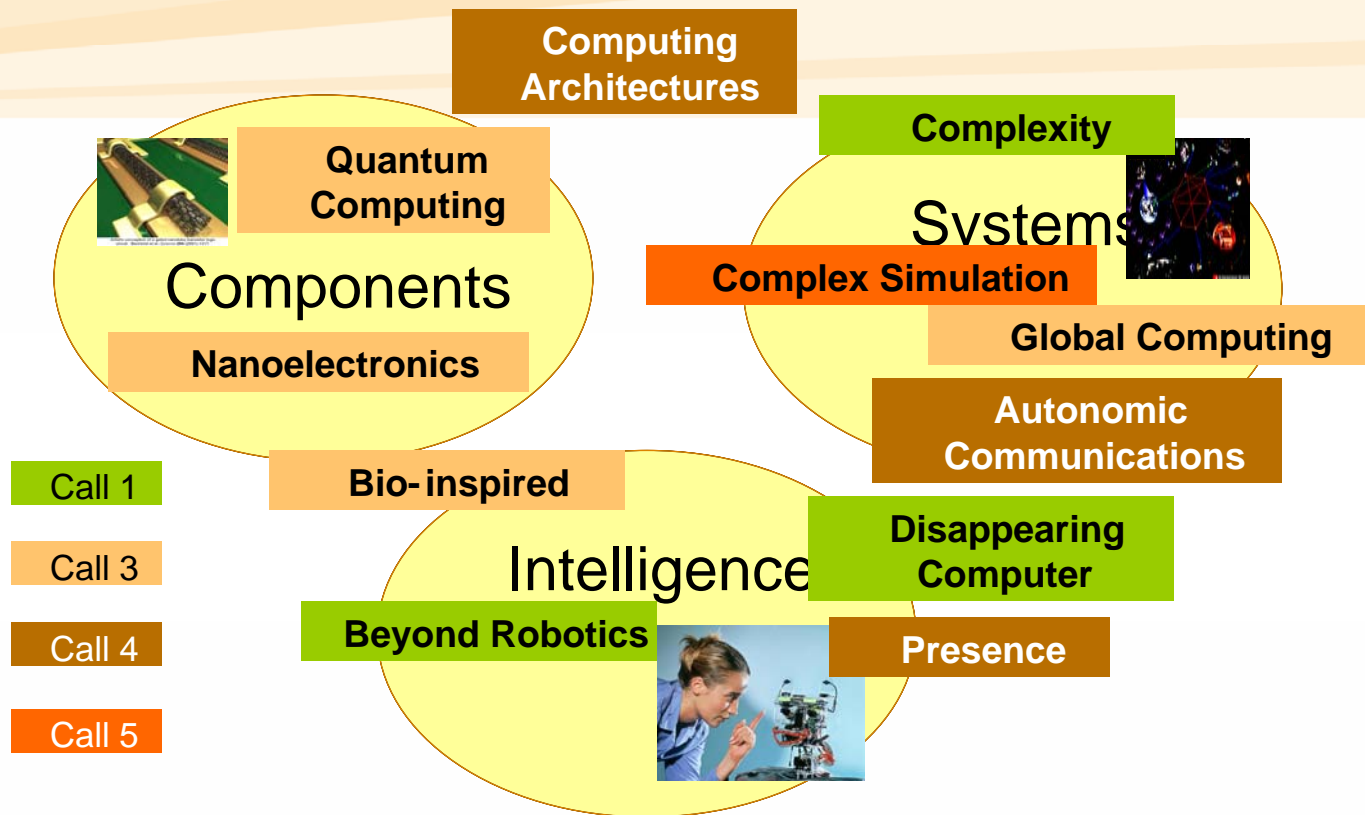 Computing
Architectures
Complexity
Quantum
Computing
Systems
Complex Simulation
Components
Global Computing
Nanoelectronics
Autonomic
Communications
Bio-inspired
Call 1
Disappearing
Computer
Intelligence
Call 3
Beyond Robotics
Presence
Call 4
Call 5